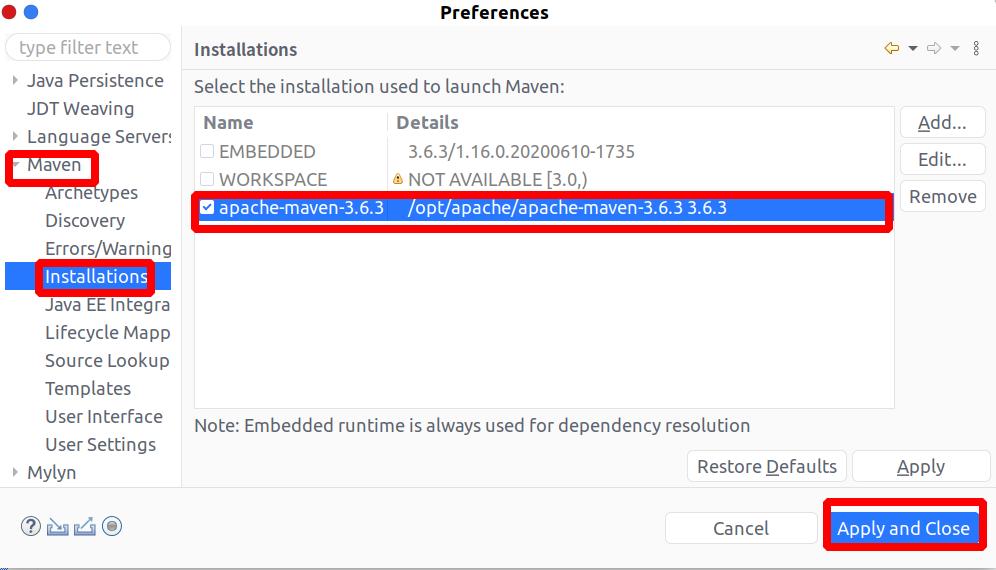 Preferences
type filter text
Java Persistence
JDT Weaving
Language Servers
Maven
Archetypes
Discovery
Errors/Warning
Installations
Java EE Integra
Lifecycle Mapp
Source Lookup
Templates
User Interface
User Settings
Mylyn
Installations
Select the installation used to launch Maven:
Name Details
EMBEDDED 3.6.3/1.16.0.20200610-1735
WORKSPACE NOT AVAILABLE [3.0,)
apache-maven-3.6.3 /opt/apache/apache-maven-3.6.3 3.6.3
Add...
Edit...
Remove
Note: Embedded runtime is always used for dependency resolution
Restore Defaults Apply
Cancel Apply and Close